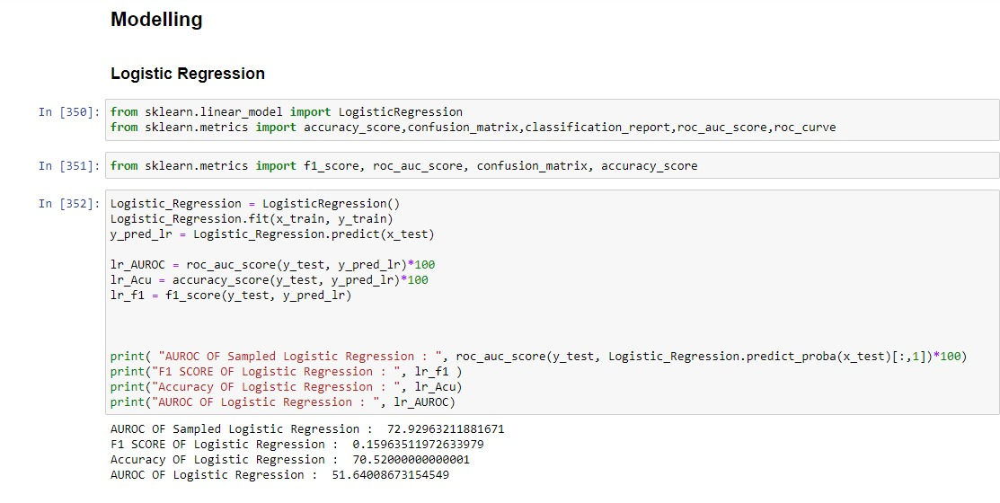 Modelling
Logistic Regression
In [350]: from sklearn.linear_model import LogisticRegression
from sklearn.metrics import accuracy_score,confusion_matrix,classification_report,roc_auc_score,roc_curve
In [351]: from sklearn.metrics import f1_score, roc_auc_score, confusion_matrix, accuracy_score
In [352]: Logistic_Regression = LogisticRegression()
Logistic_Regression.fit(x_train, y_train)
y_pred_lr = Logistic_Regression.predict(x_test)
lr_AUROC = roc_auc_score(y_test, y_pred_lr)*100
lr_Acu = accuracy_score(y_test, y_pred_lr)*100
lr_f1 = f1_score(y_test, y_pred_lr)
print( "AUROC OF Sampled Logistic Regression : ", roc_auc_score(y_test, Logistic_Regression.predict_proba(x_test)[:,1])*100)
print("F1 SCORE OF Logistic Regression : ", lr_f1 )
print("Accuracy OF Logistic Regression : ", lr_Acu)
print("AUROC OF Logistic Regression : ", lr_AUROC)
AUROC OF Sampled Logistic Regression :  72.92963211881671
F1 SCORE OF Logistic Regression :  0.15963511972633979
Accuracy OF Logistic Regression :  70.52000000000001
AUROC OF Logistic Regression :  51.64008673154549